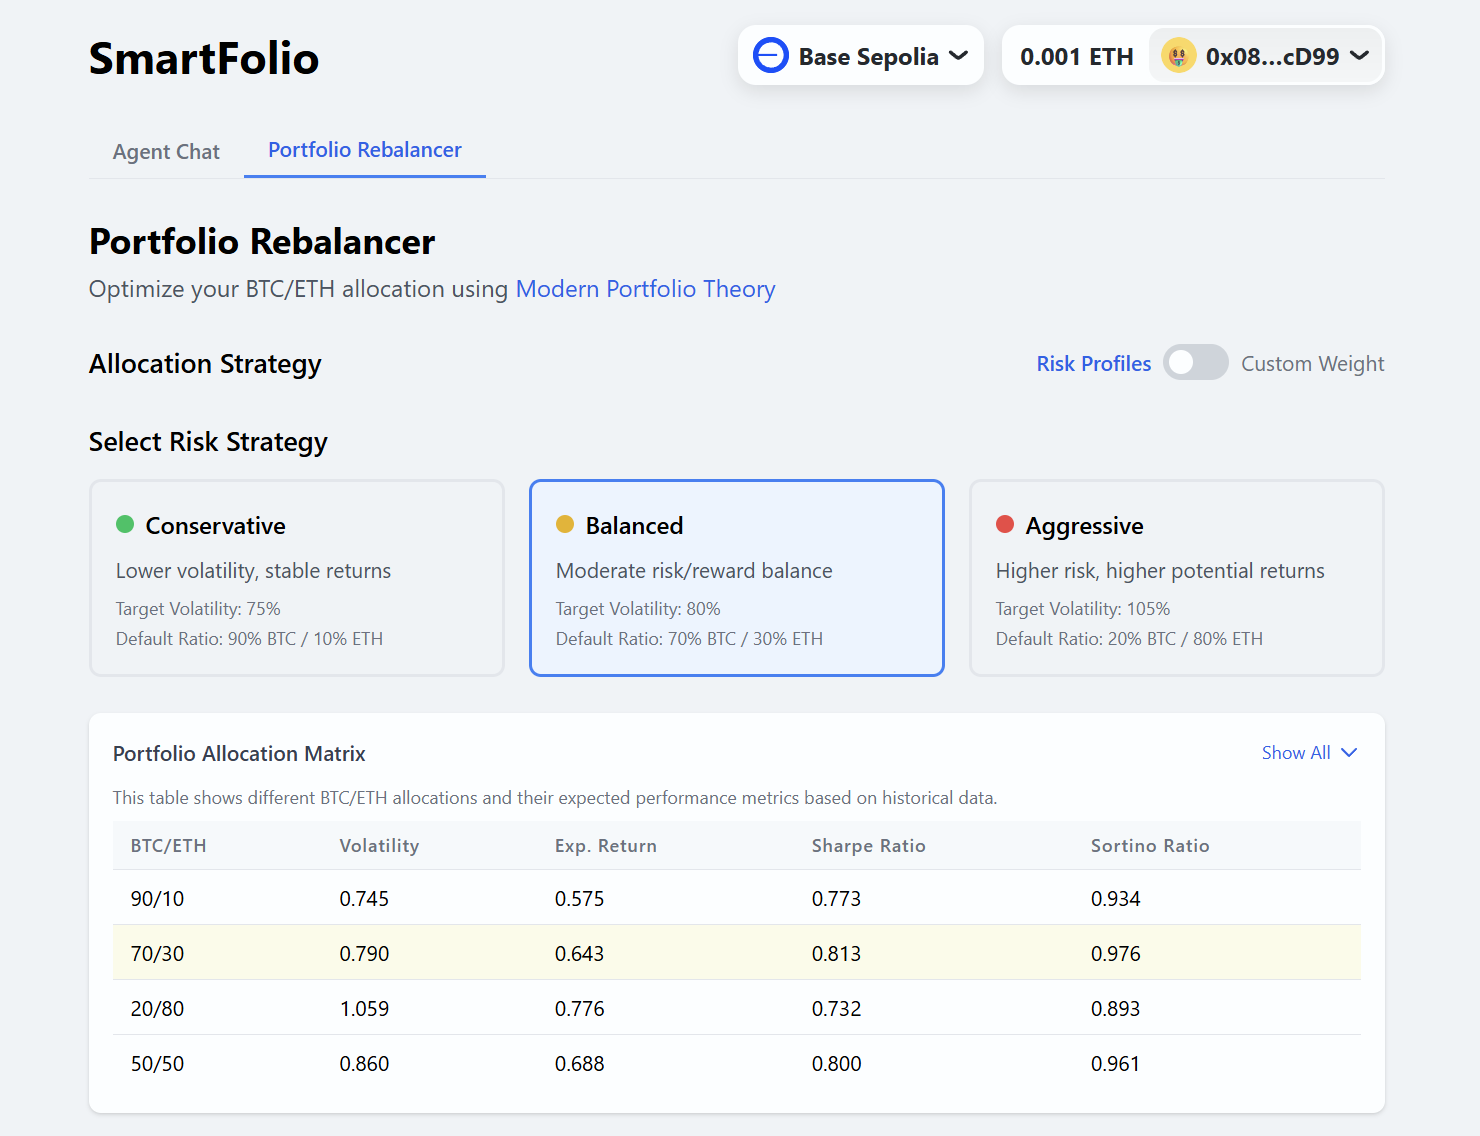 SmartFolio
Base Sepolia
0.001 ETH
0x08...cD99
Agent Chat
Portfolio Rebalancer
Portfolio Rebalancer
Optimize your BTC/ETH allocation using Modern Portfolio Theory
Allocation Strategy
Risk Profiles
Custom Weight
Select Risk Strategy
Conservative
Lower volatility, stable returns
Target Volatility: 75%
Default Ratio: 90% BTC / 10% ETH
Balanced
Moderate risk/reward balance
Target Volatility: 80%
Default Ratio: 70% BTC / 30% ETH
Aggressive
Higher risk, higher potential returns
Target Volatility: 105%
Default Ratio: 20% BTC / 80% ETH
Portfolio Allocation Matrix
Show All
This table shows different BTC/ETH allocations and their expected performance metrics based on historical data.
BTC/ETH Volatility Exp. Return Sharpe Ratio Sortino Ratio
90/10 0.745 0.575 0.773 0.934
70/30 0.790 0.643 0.813 0.976
20/80 1.059 0.776 0.732 0.893
50/50 0.860 0.688 0.800 0.961